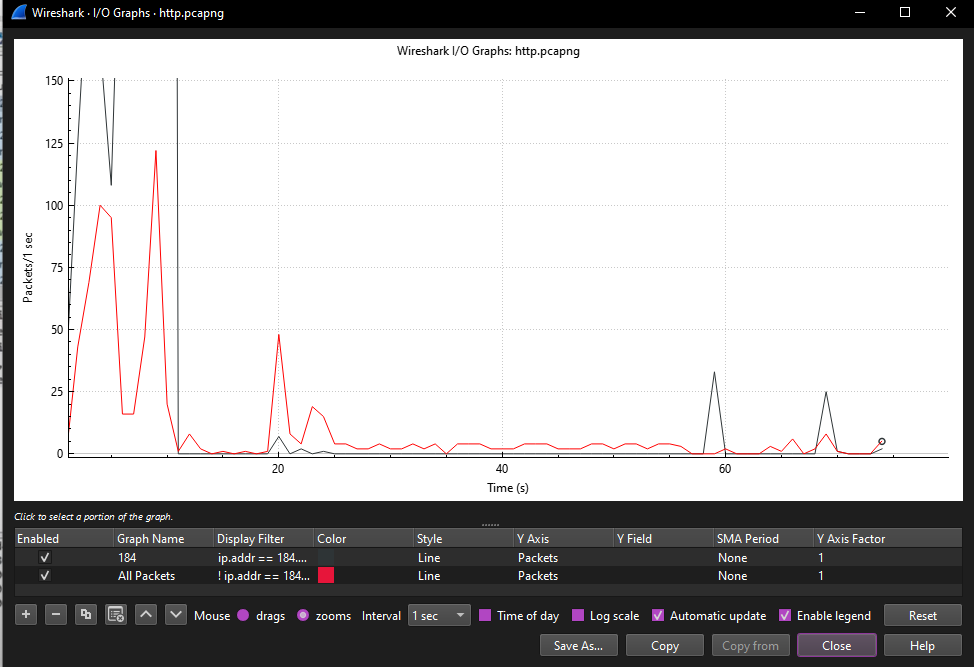 Wireshark · I/O Graphs · http.pcapng
Wireshark I/O Graphs: http.pcapng
150
125
100
75
50
25
0
Packets/1 sec
20 40 60
Time (s)
Click to select a portion of the graph.
Enabled Graph Name Display Filter Color Style Y Axis Y Field SMA Period Y Axis Factor
184 ip.addr == 184.... Line Packets None 1
All Packets ! ip.addr == 184... Line Packets None 1
Mouse drags zooms Interval 1 sec Time of day Log scale Automatic update Enable legend Reset
Save As... Copy Copy from Close Help